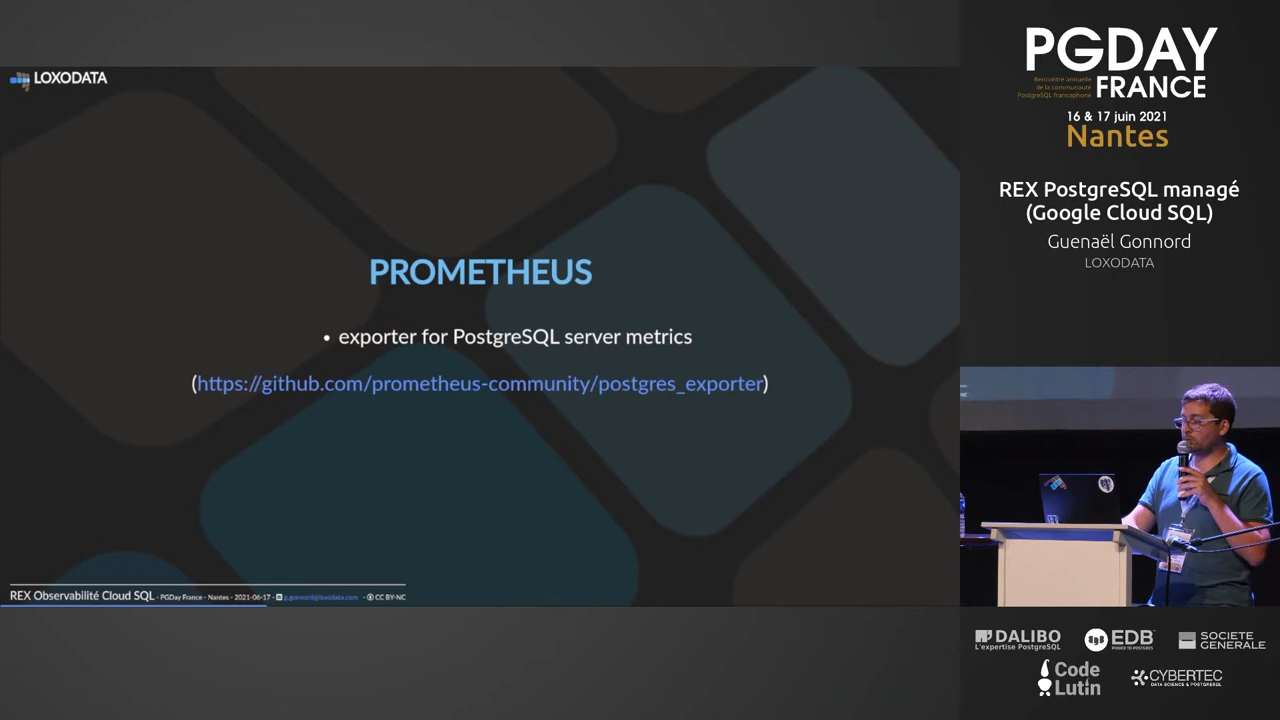 LOXODATA
PROMETHEUS
• exporter for PostgreSQL server metrics
(https://github.com/prometheus-community/postgres_exporter)
REX Observabilité Cloud SQL - PGDay France - Nantes - 2021-06-17 - g.gonnord@loxodata.com - CC BY-NC
PGDAY
Rencontre annuelle
de la communauté
PostgreSQL francophone
FRANCE
16 & 17 juin 2021
Nantes
REX PostgreSQL managé
(Google Cloud SQL)
Guenaël Gonnord
LOXODATA
DALIBO
L'expertise PostgreSQL
EDB
POWER TO POSTGRES
SOCIETE
GENERALE
Code
Lutin
CYBERTEC
DATA SCIENCE & POSTGRESQL